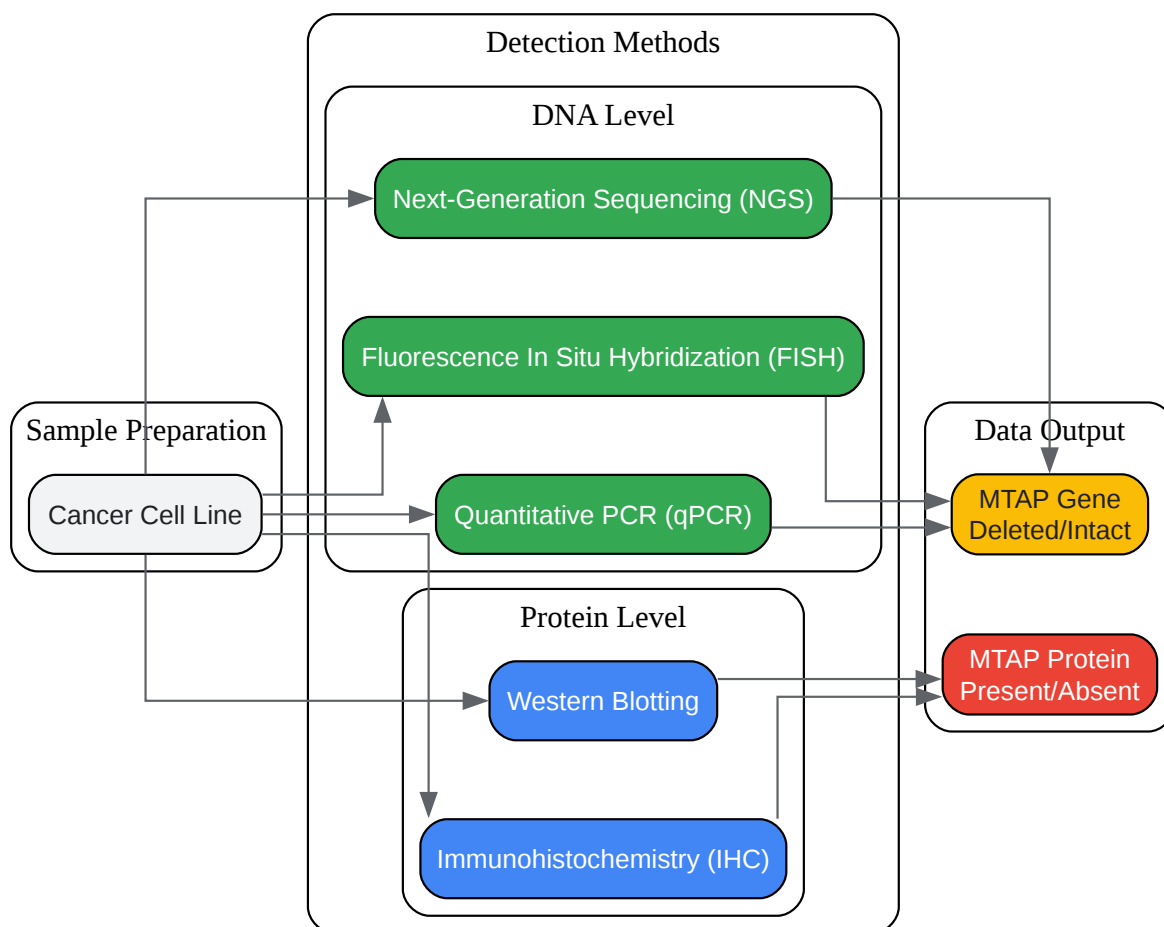 Detection Methods
DNA Level
Next-Generation Sequencing (NGS)
Fluorescence In Situ Hybridization (FISH)
Sample Preparation
Data Output
Cancer Cell Line
Quantitative PCR (qPCR)
MTAP Gene
Deleted/Intact
Protein Level
Western Blotting
MTAP Protein
Present/Absent
Immunohistochemistry (IHC)